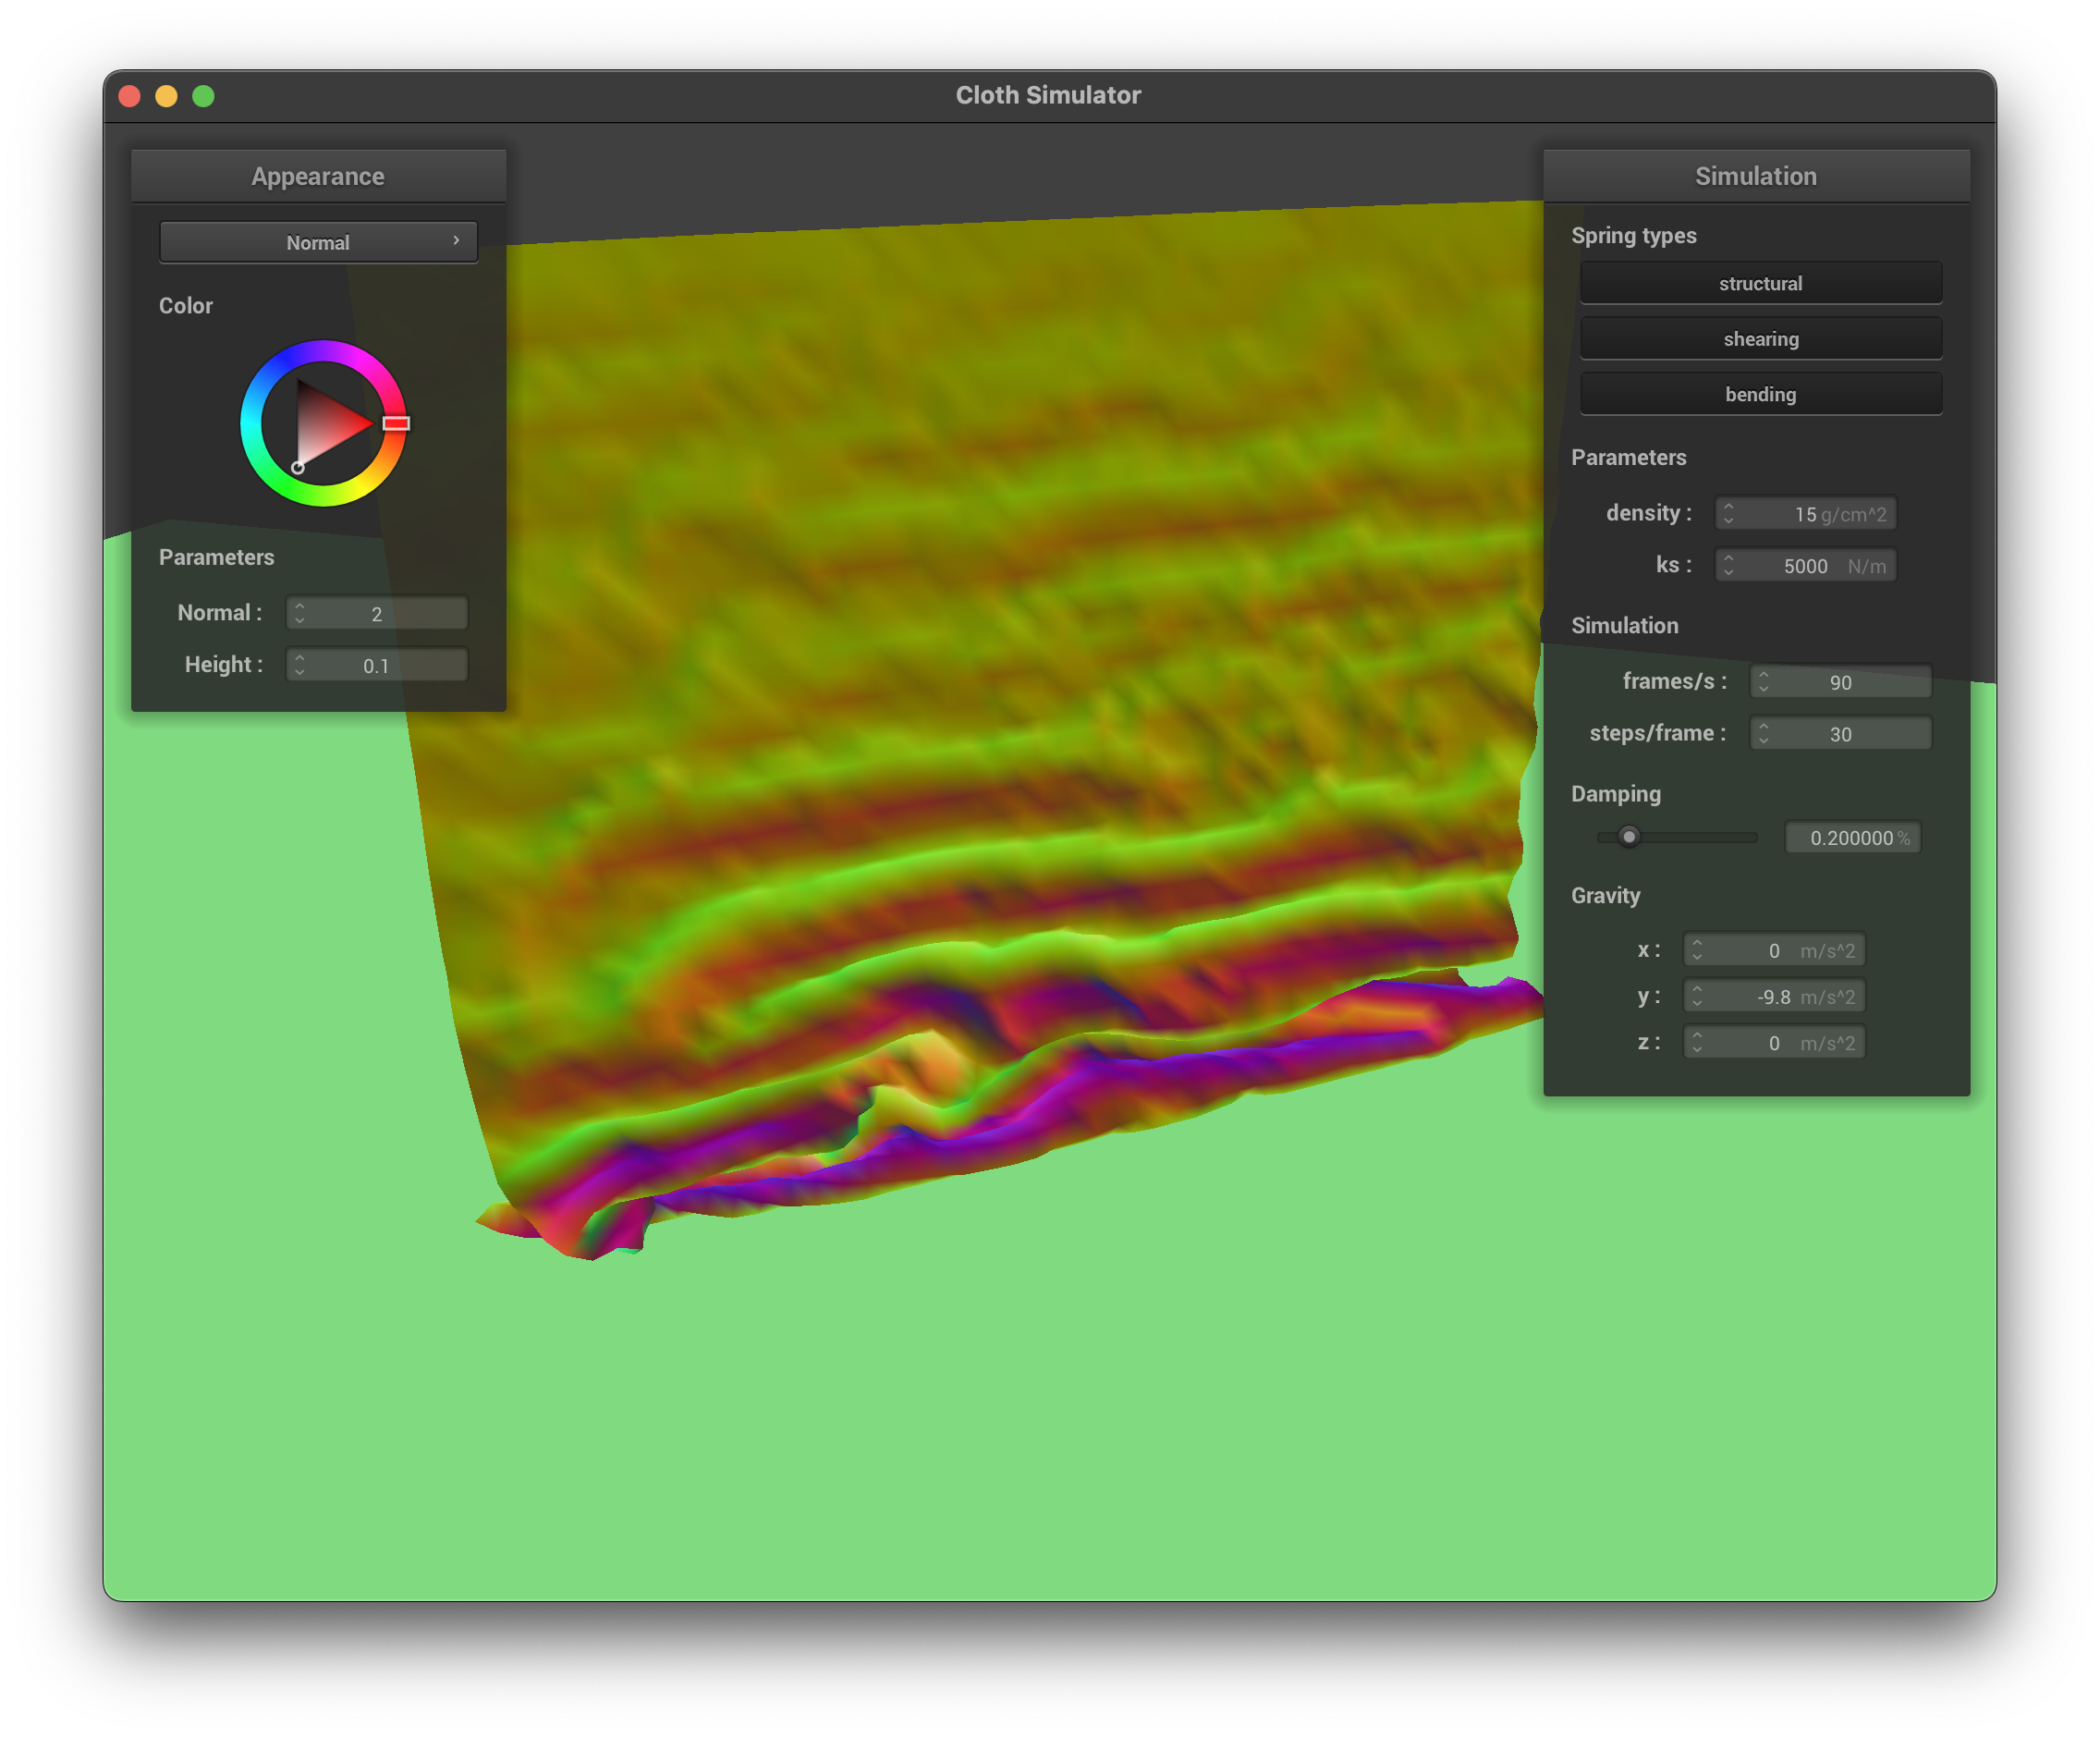 Cloth Simulator
Appearance
Normal
Color
Parameters
Normal : 2
Height : 0.1
Simulation
Spring types
structural
shearing
bending
Parameters
density : 15 g/cm^2
ks : 5000 N/m
Simulation
frames/s : 90
steps/frame : 30
Damping
0.200000 %
Gravity
x : 0 m/s^2
y : -9.8 m/s^2
z : 0 m/s^2